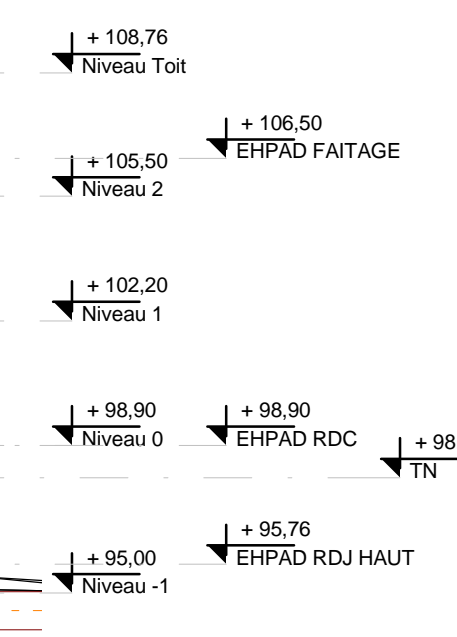 + 108,76
Niveau Toit
+ 106,50
EHPAD FAITAGE
+ 105,50
Niveau 2
+ 102,20
Niveau 1
+ 98,90
Niveau 0
+ 98,90
EHPAD RDC
+ 98
TN
+ 95,76
EHPAD RDJ HAUT
+ 95,00
Niveau -1